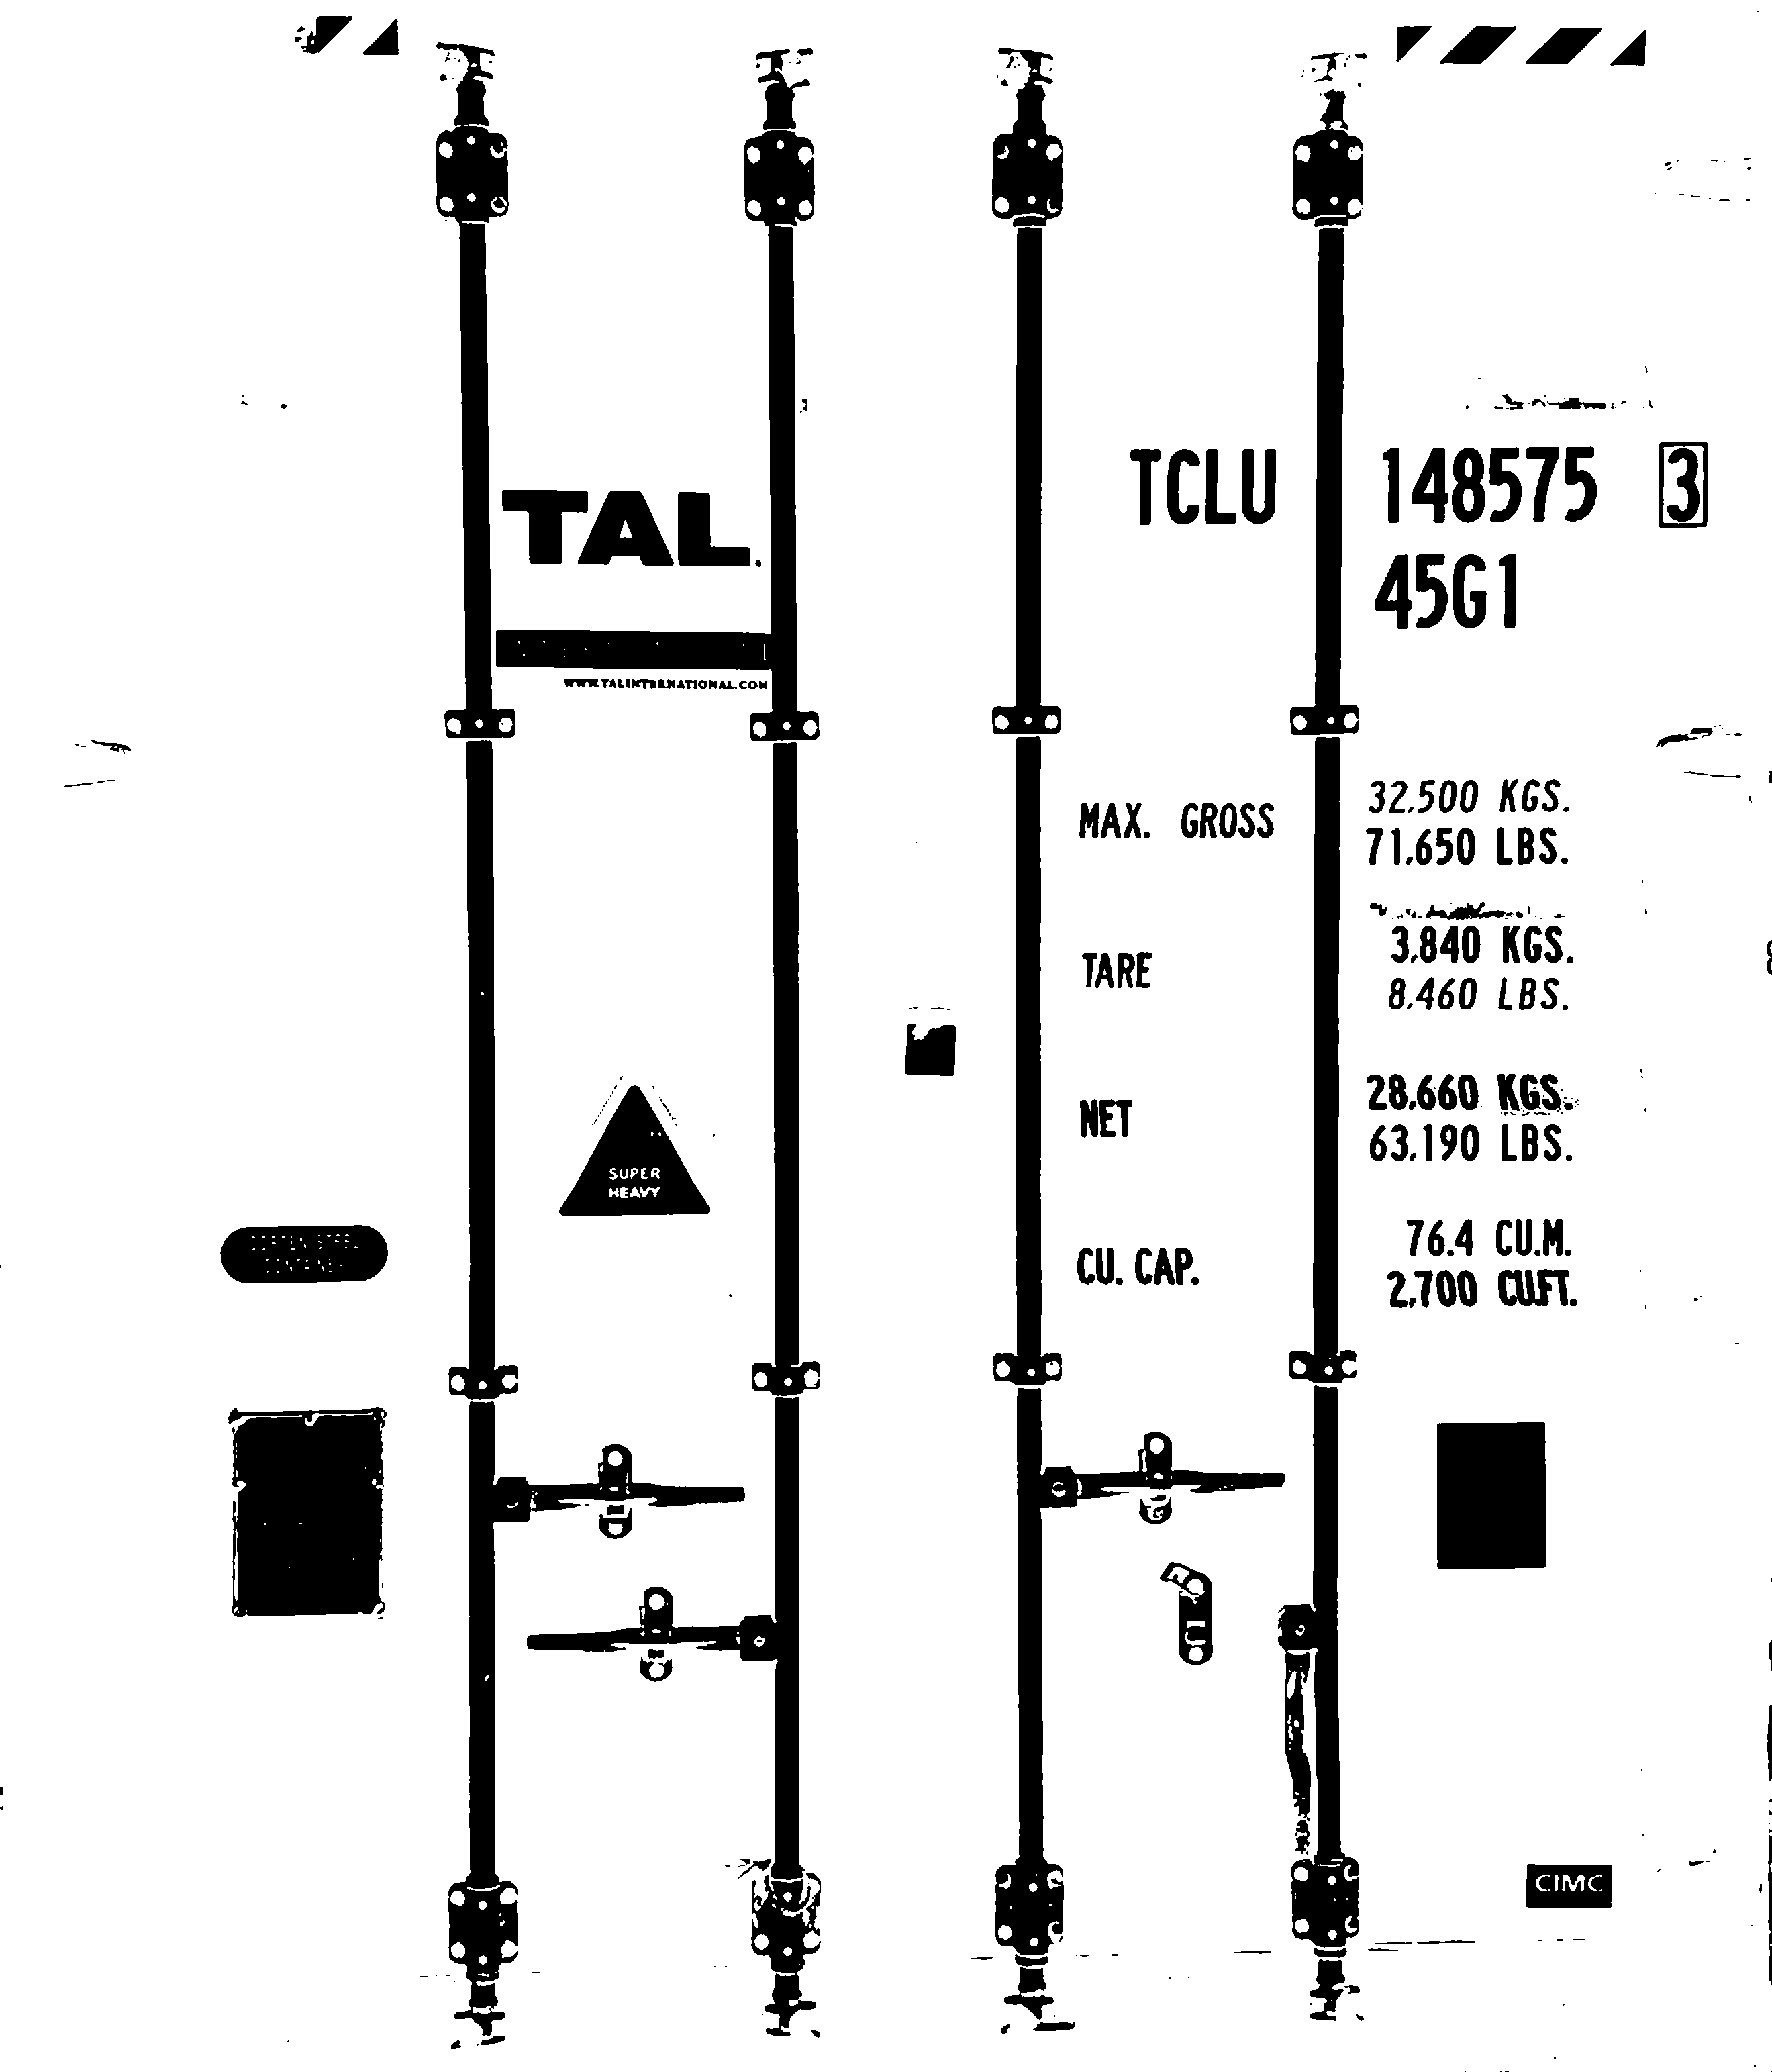 TCLU 148575 3
45G1
TAL.
WWW.TALINTERNATIONAL.COM
MAX. GROSS 32.500 KGS.
71.650 LBS.
TARE 3.840 KGS.
8.460 LBS.
NET 28.660 KGS.
63.190 LBS.
SUPER
HEAVY
CU. CAP. 76.4 CU.M.
2.700 CU.FT.
CONTAINER
CIMC